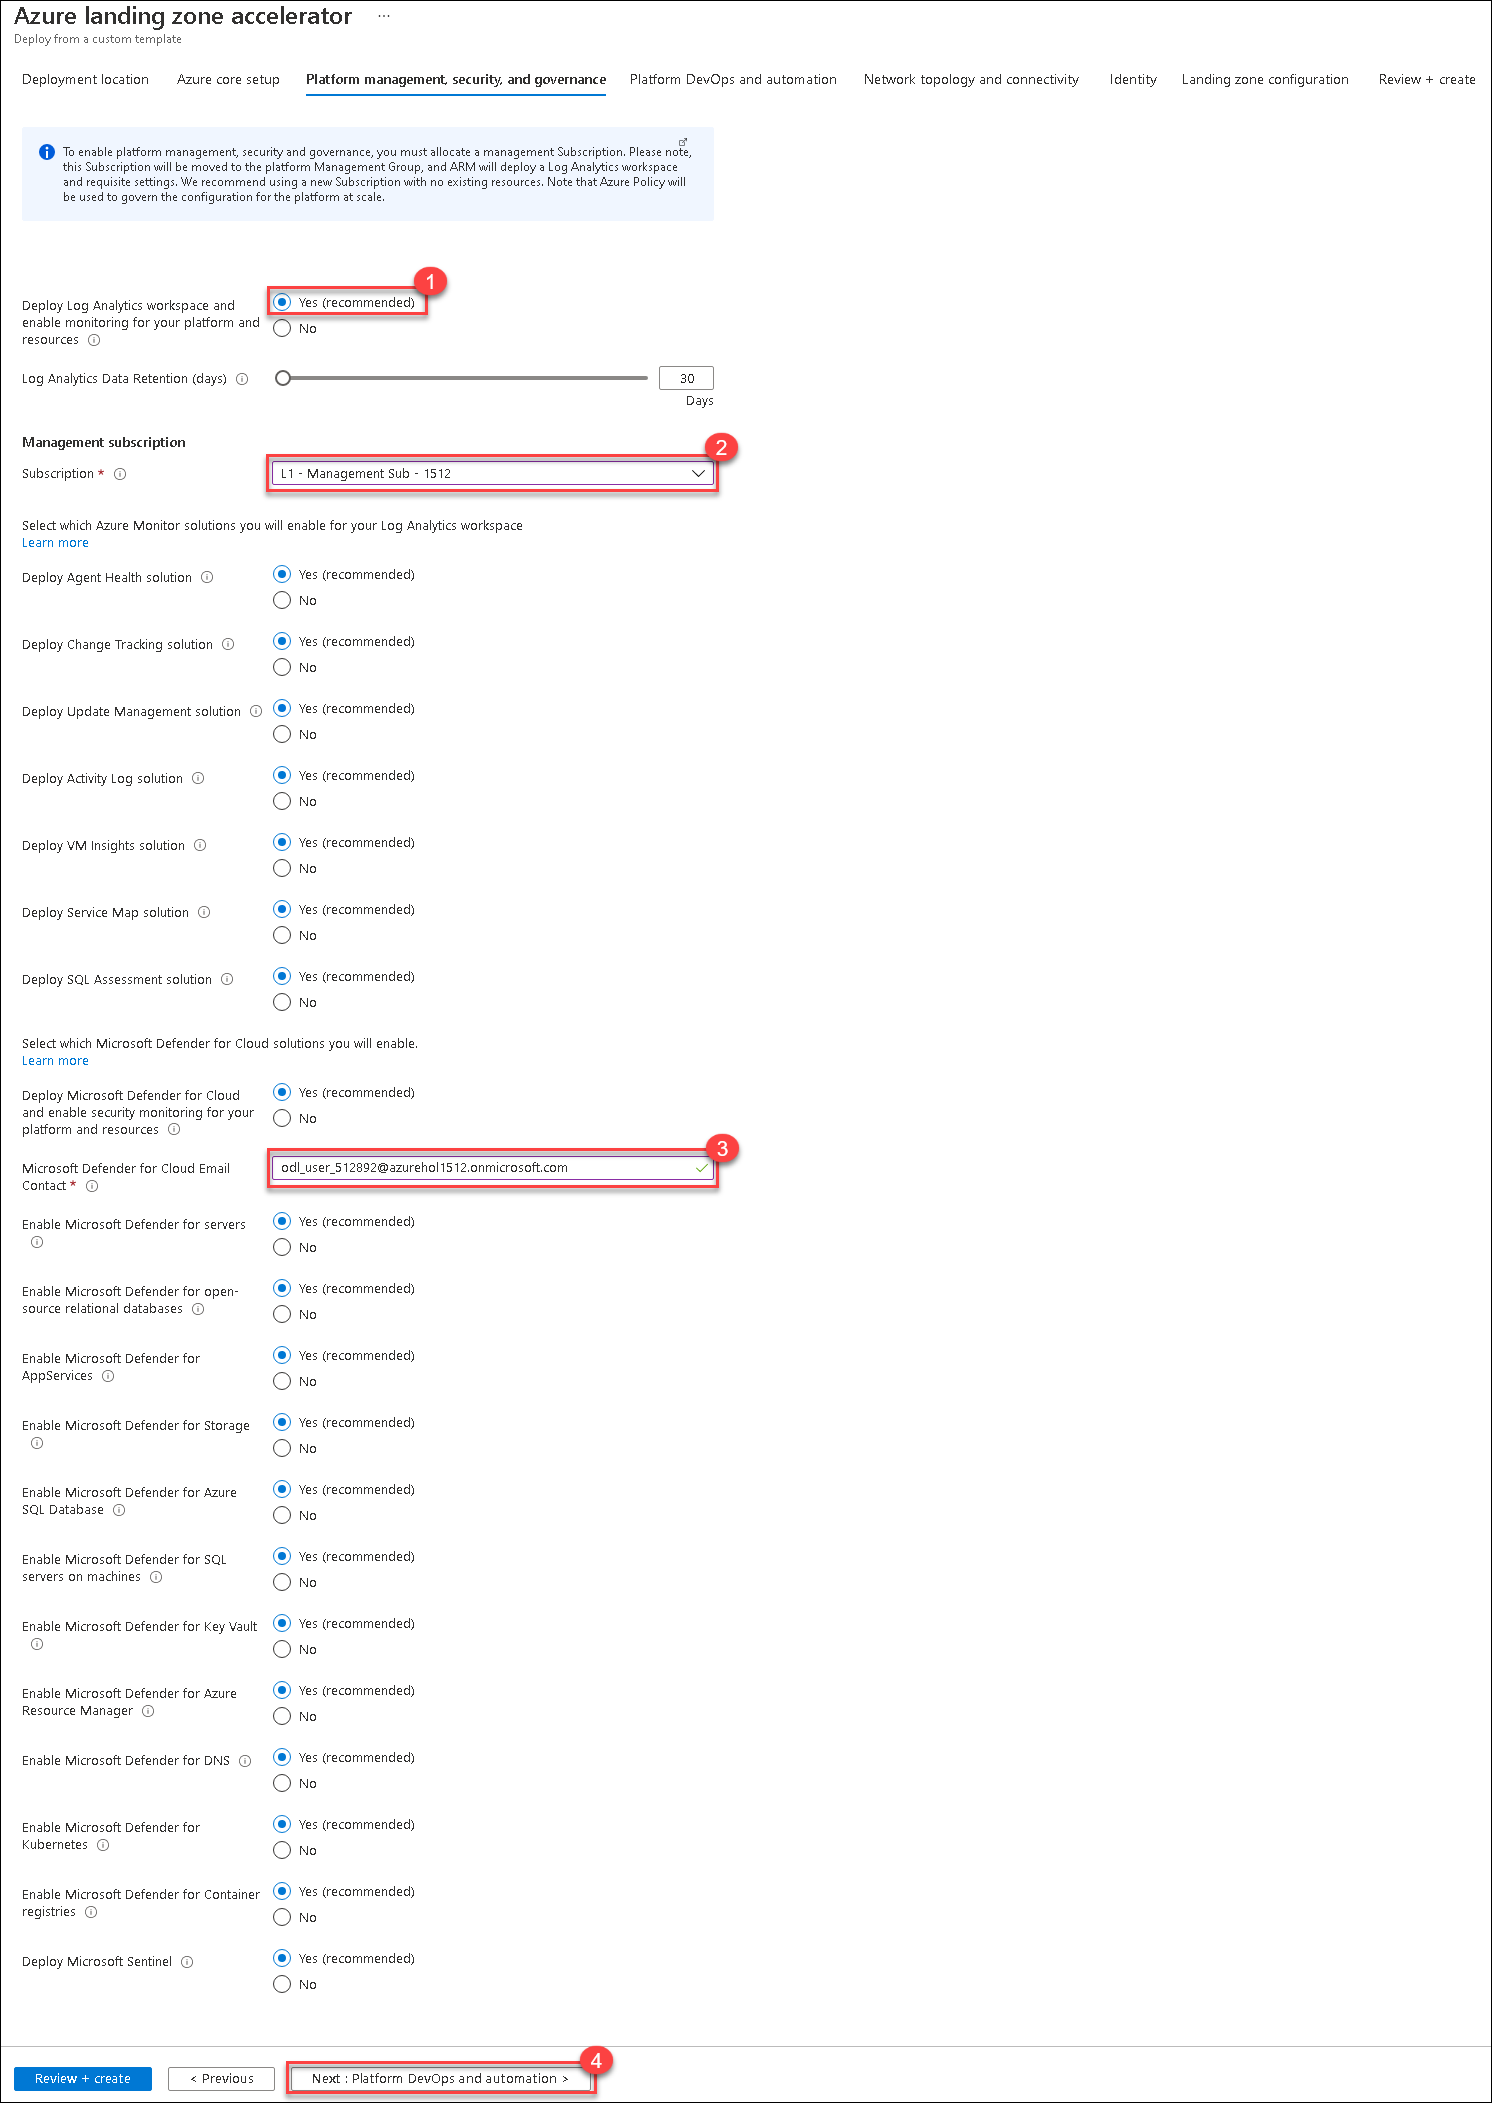 Azure landing zone accelerator ...
Deploy from a custom template
Deployment location Azure core setup Platform management, security, and governance Platform DevOps and automation Network topology and connectivity Identity Landing zone configuration Review + create
To enable platform management, security and governance, you must allocate a management Subscription. Please note,
this Subscription will be moved to the platform Management Group, and ARM will deploy a Log Analytics workspace
and requisite settings. We recommend using a new Subscription with no existing resources. Note that Azure Policy will
be used to govern the configuration for the platform at scale.
1
Deploy Log Analytics workspace and
enable monitoring for your platform and
resources
Yes (recommended)
No
Log Analytics Data Retention (days)
30
Days
Management subscription
2
Subscription *
L1 - Management Sub - 1512
Select which Azure Monitor solutions you will enable for your Log Analytics workspace
Learn more
Deploy Agent Health solution
Yes (recommended)
No
Deploy Change Tracking solution
Yes (recommended)
No
Deploy Update Management solution
Yes (recommended)
No
Deploy Activity Log solution
Yes (recommended)
No
Deploy VM Insights solution
Yes (recommended)
No
Deploy Service Map solution
Yes (recommended)
No
Deploy SQL Assessment solution
Yes (recommended)
No
Select which Microsoft Defender for Cloud solutions you will enable.
Learn more
Deploy Microsoft Defender for Cloud
and enable security monitoring for your
platform and resources
Yes (recommended)
No
3
Microsoft Defender for Cloud Email
Contact *
odl_user_512892@azurehol1512.onmicrosoft.com
Enable Microsoft Defender for servers
Yes (recommended)
No
Enable Microsoft Defender for open-
source relational databases
Yes (recommended)
No
Enable Microsoft Defender for
AppServices
Yes (recommended)
No
Enable Microsoft Defender for Storage
Yes (recommended)
No
Enable Microsoft Defender for Azure
SQL Database
Yes (recommended)
No
Enable Microsoft Defender for SQL
servers on machines
Yes (recommended)
No
Enable Microsoft Defender for Key Vault
Yes (recommended)
No
Enable Microsoft Defender for Azure
Resource Manager
Yes (recommended)
No
Enable Microsoft Defender for DNS
Yes (recommended)
No
Enable Microsoft Defender for
Kubernetes
Yes (recommended)
No
Enable Microsoft Defender for Container
registries
Yes (recommended)
No
Deploy Microsoft Sentinel
Yes (recommended)
No
4
Review + create < Previous Next : Platform DevOps and automation >